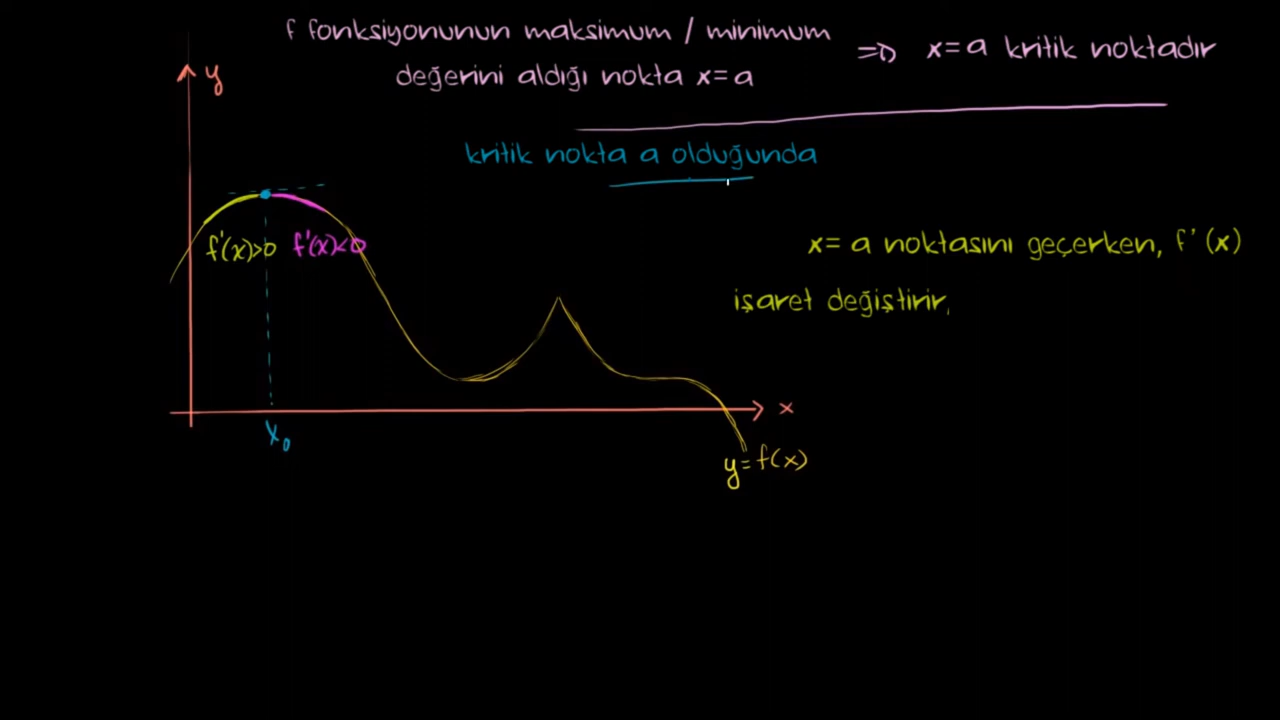 f fonksiyonunun maksimum / minimum
değerini aldığı nokta x=a
=> x=a kritik noktadır
kritik nokta a olduğunda
y
f'(x)>0 f'(x)<0
x= a noktasını geçerken, f'(x)
işaret değiştirir,
x
x₀
y=f(x)